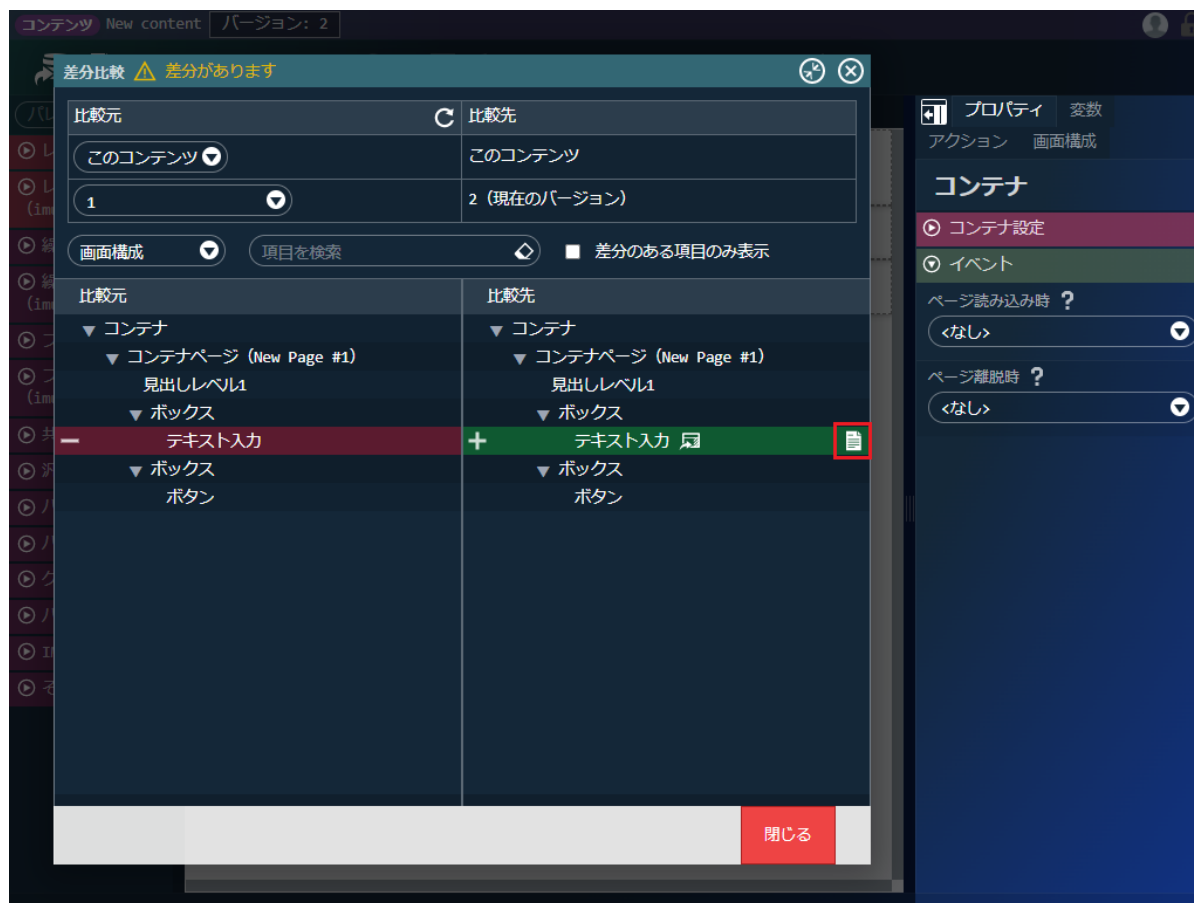 コンテンツ New content バージョン: 2
差分比較 差分があります
比較元 比較先
このコンテンツ このコンテンツ
1 2（現在のバージョン）
画面構成 項目を検索 差分のある項目のみ表示
比較元 比較先
コンテナ コンテナ
コンテナページ（New Page #1） コンテナページ（New Page #1）
見出しレベル1 見出しレベル1
ボックス ボックス
テキスト入力 テキスト入力
ボックス ボックス
ボタン ボタン
閉じる
プロパティ 変数
アクション 画面構成
コンテナ
コンテナ設定
イベント
ページ読み込み時 ?
<なし>
ページ離脱時 ?
<なし>